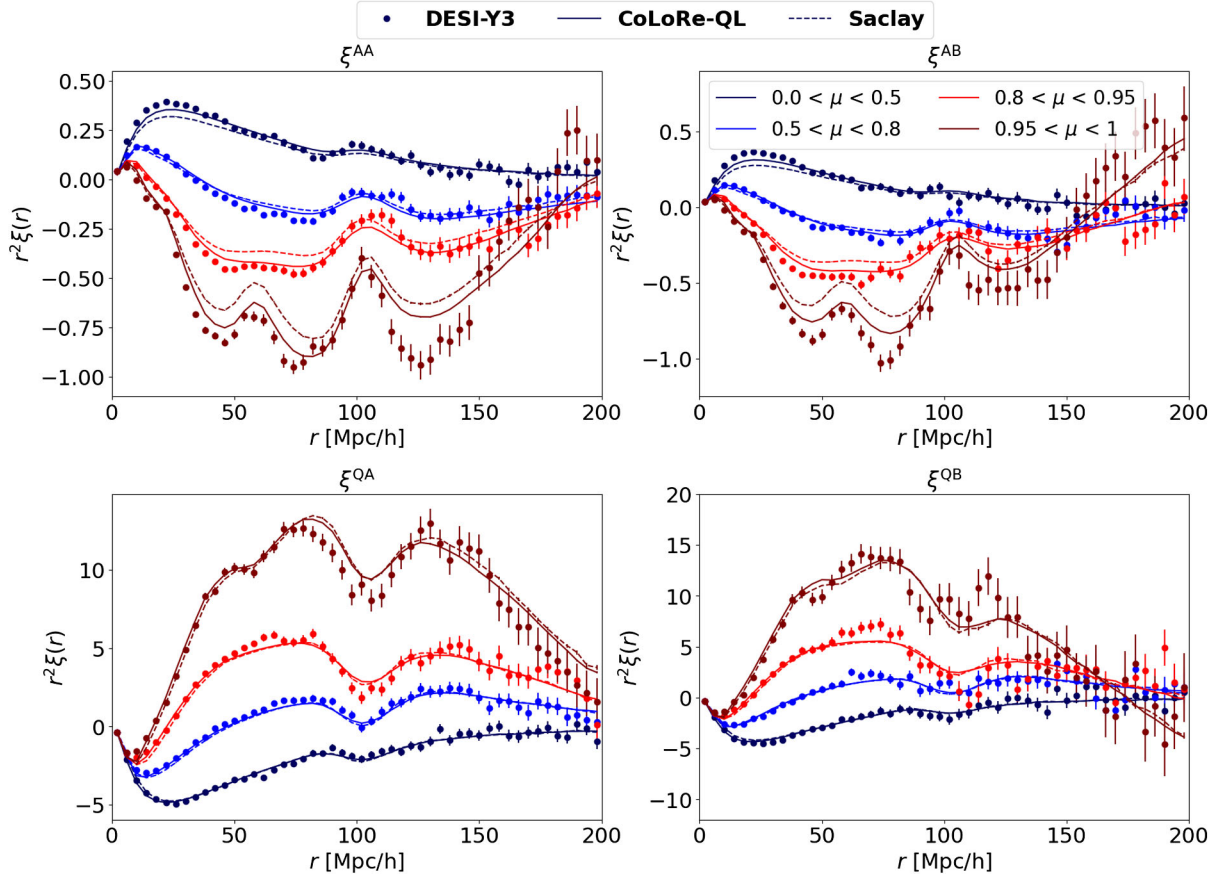 DESI-Y3 CoLoRe-QL Saclay
ξ^AA
ξ^AB
0.50
0.25
0.00
−0.25
−0.50
−0.75
−1.00
r²ξ(r)
0 50 100 150 200
r [Mpc/h]
0.5
0.0
−0.5
−1.0
r²ξ(r)
0.0 < μ < 0.5 0.8 < μ < 0.95
0.5 < μ < 0.8 0.95 < μ < 1
0 50 100 150 200
r [Mpc/h]
ξ^QA
ξ^QB
10
5
0
−5
r²ξ(r)
0 50 100 150 200
r [Mpc/h]
20
15
10
5
0
−5
−10
r²ξ(r)
0 50 100 150 200
r [Mpc/h]